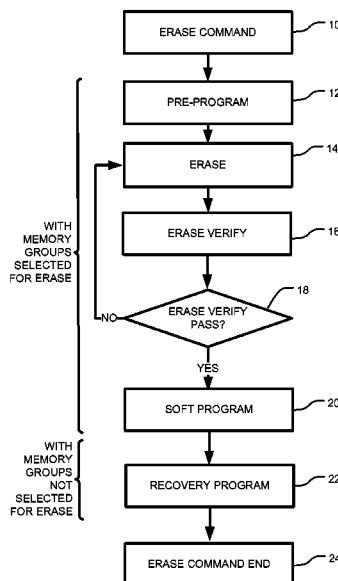 ERASE COMMAND
10
PRE-PROGRAM
12
ERASE
14
ERASE VERIFY
16
WITH
MEMORY
GROUPS
SELECTED
FOR ERASE
18
ERASE VERIFY
PASS?
NO
YES
SOFT PROGRAM
20
WITH
MEMORY
GROUPS
NOT
SELECTED
FOR ERASE
RECOVERY PROGRAM
22
ERASE COMMAND END
24